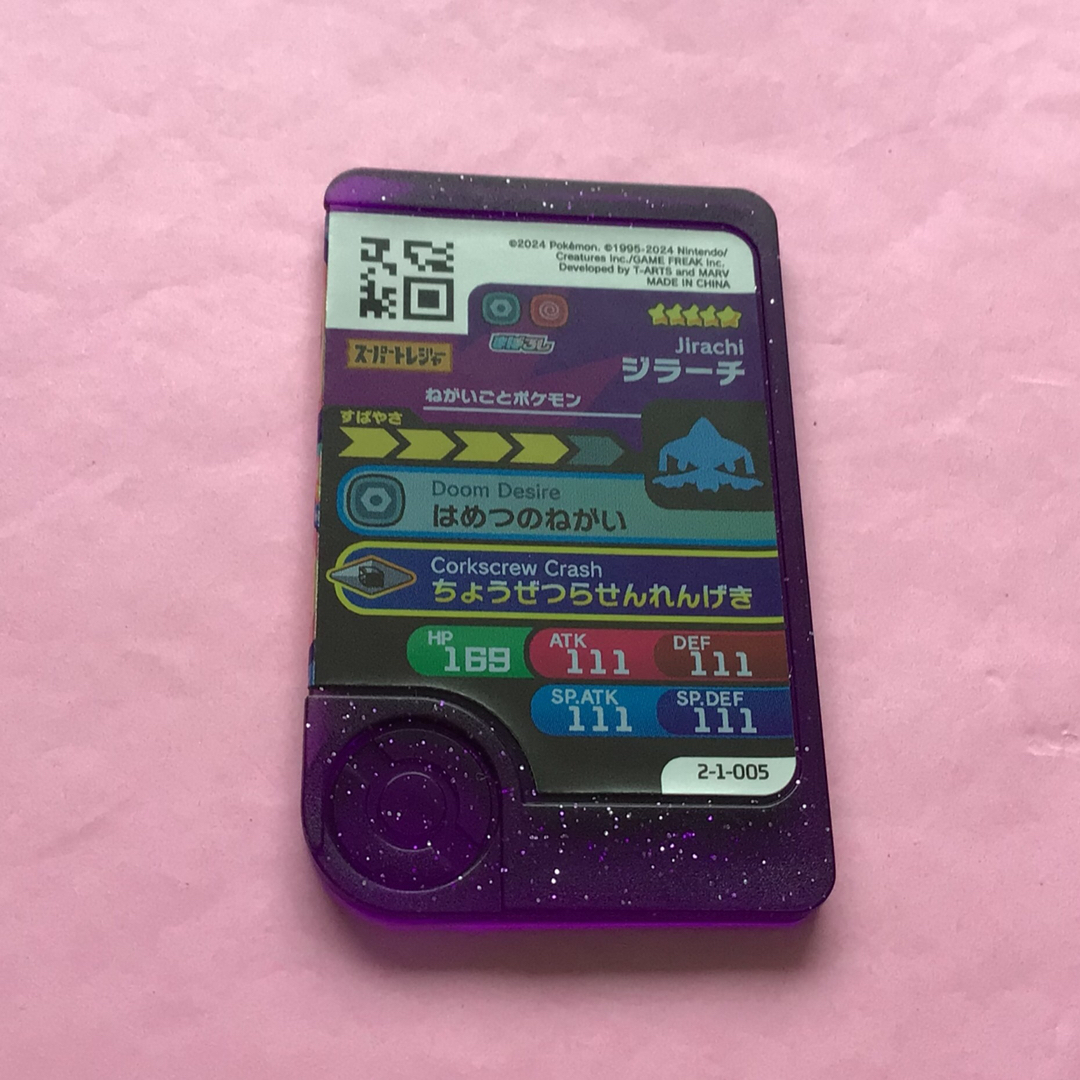 ©2024 Pokémon. ©1995-2024 Nintendo/
Creatures Inc./GAME FREAK inc.
Developed by T-ARTS and MARV
MADE IN CHINA
まぼろし
Jirachi
スーパートレジャー
ジラーチ
ねがいごとポケモン
すばやさ
Doom Desire
はめつのねがい
Corkscrew Crash
ちょうぜつらせんれんげき
HP 169 ATK 111 DEF 111
SP.ATK 111 SP.DEF 111
2-1-005